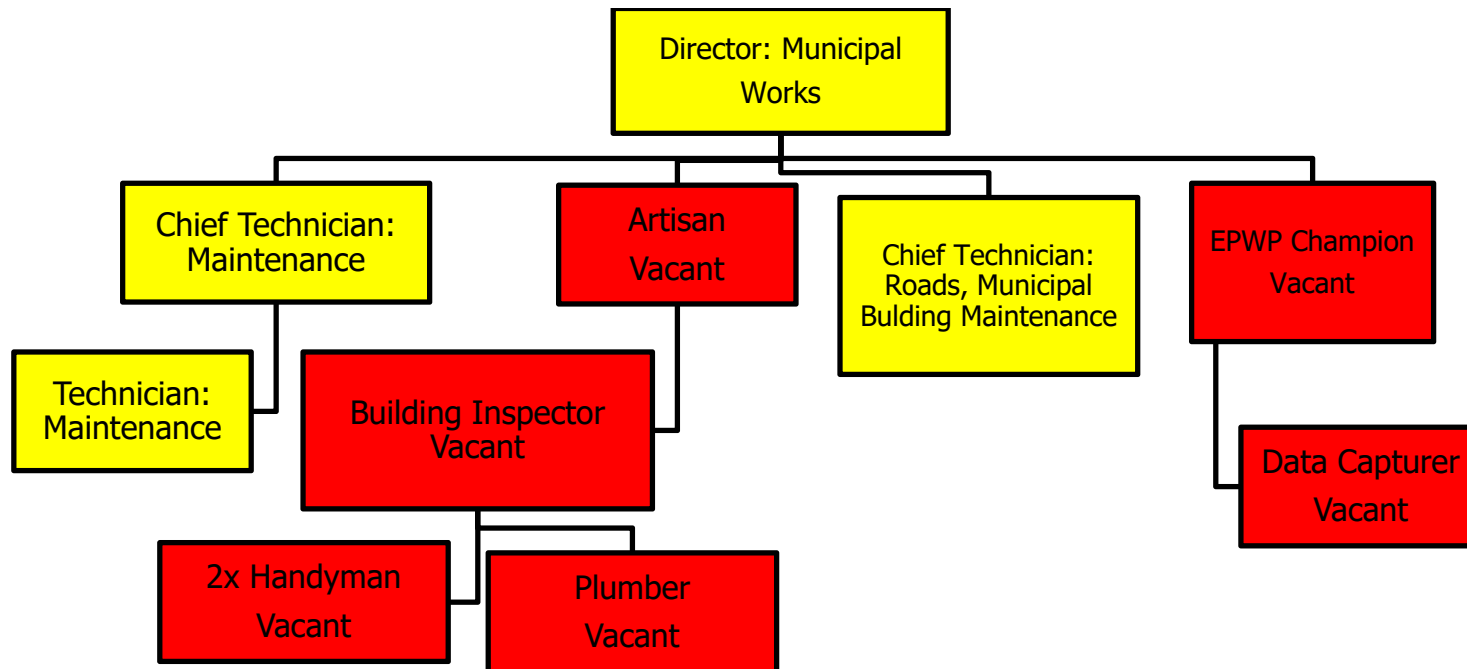 Director: Municipal
Works
Chief Technician:
Maintenance
Artisan
Vacant
Chief Technician:
Roads, Municipal
Bulding Maintenance
EPWP Champion
Vacant
Technician:
Maintenance
Building Inspector
Vacant
Data Capturer
Vacant
2x Handyman
Vacant
Plumber
Vacant